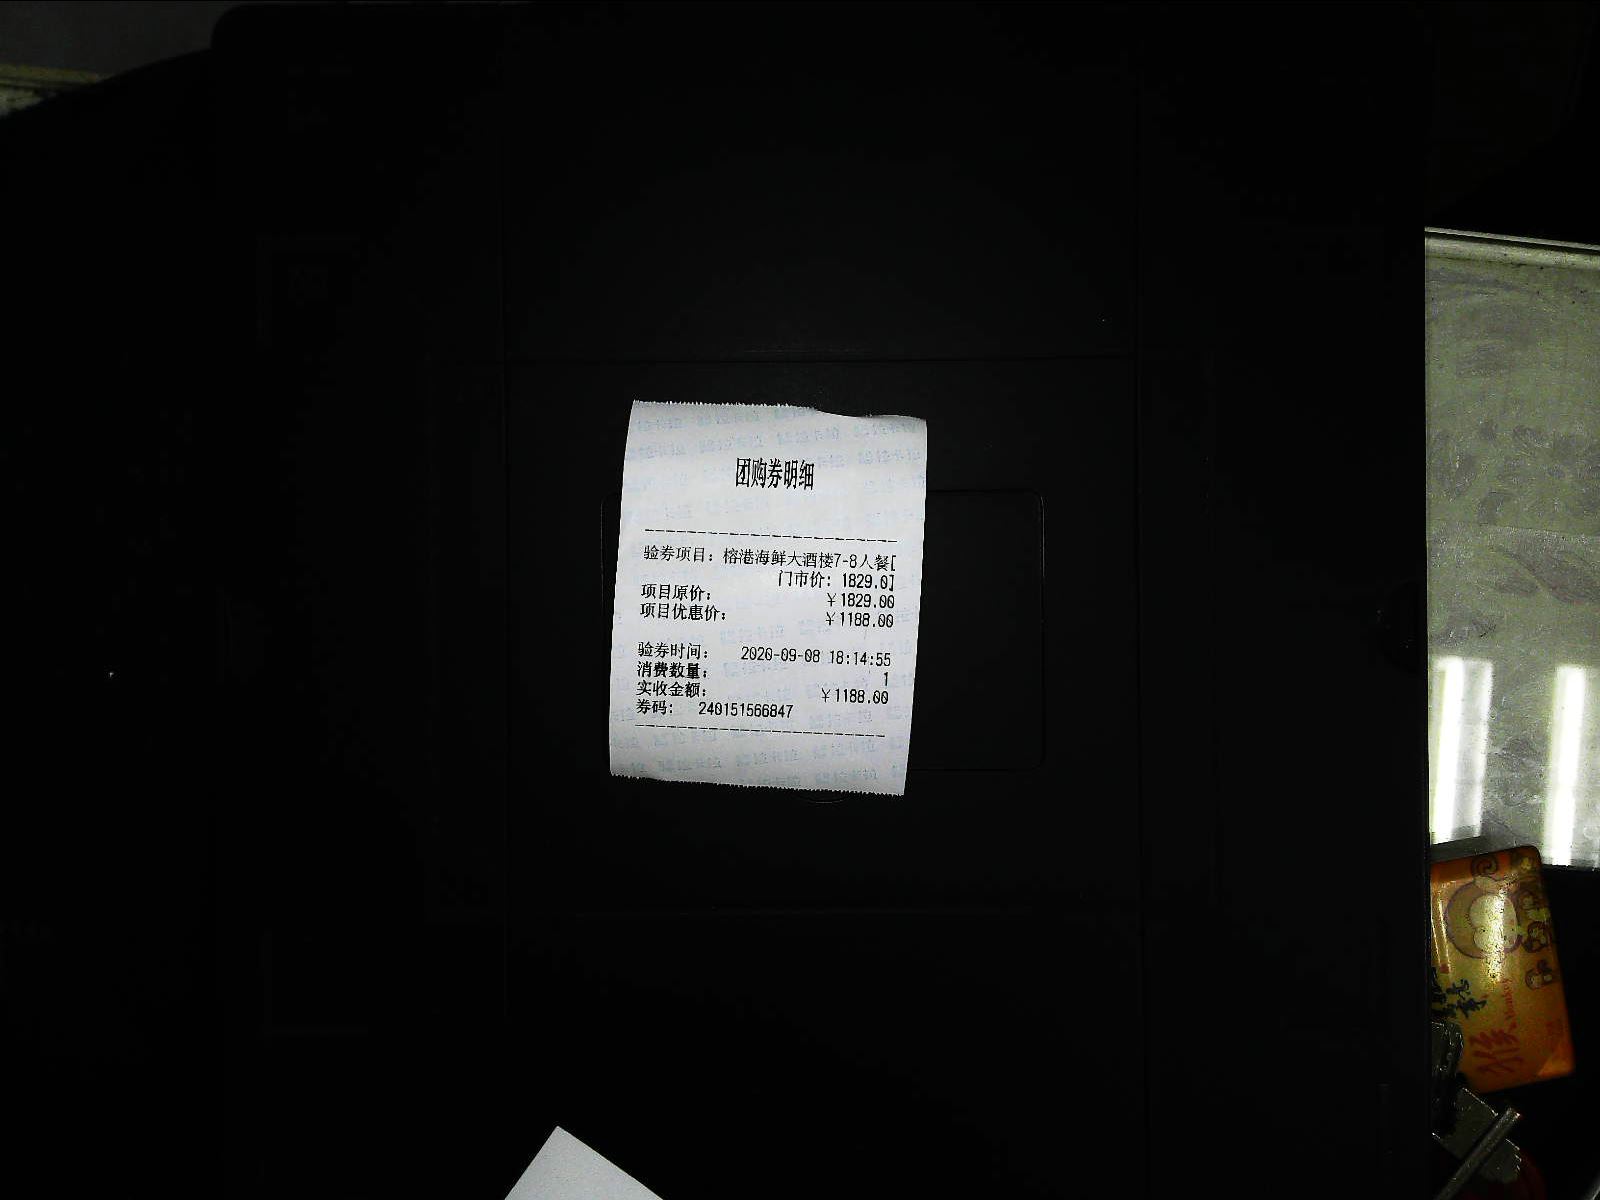 团购券明细
验券项目：榕港海鲜大酒楼7-8人餐[
门市价：1829.0]
项目原价：￥1829.00
项目优惠价：￥1188.00
验券时间：2020-09-08 18:14:55
消费数量：1
实收金额：￥1188.00
券码：240151566847
猴
Monkey